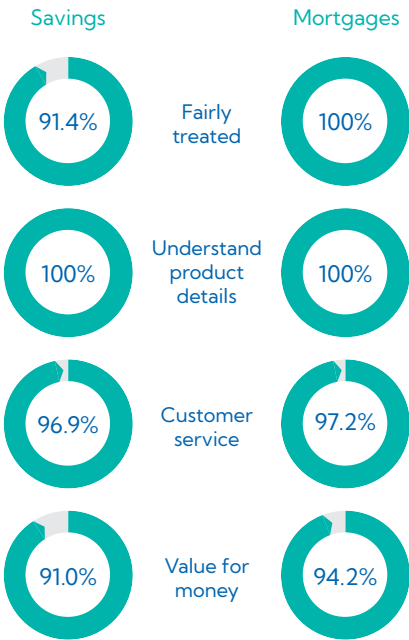 Savings
Mortgages
91.4%
Fairly
treated
100%
100%
Understand
product
details
100%
96.9%
Customer
service
97.2%
91.0%
Value for
money
94.2%